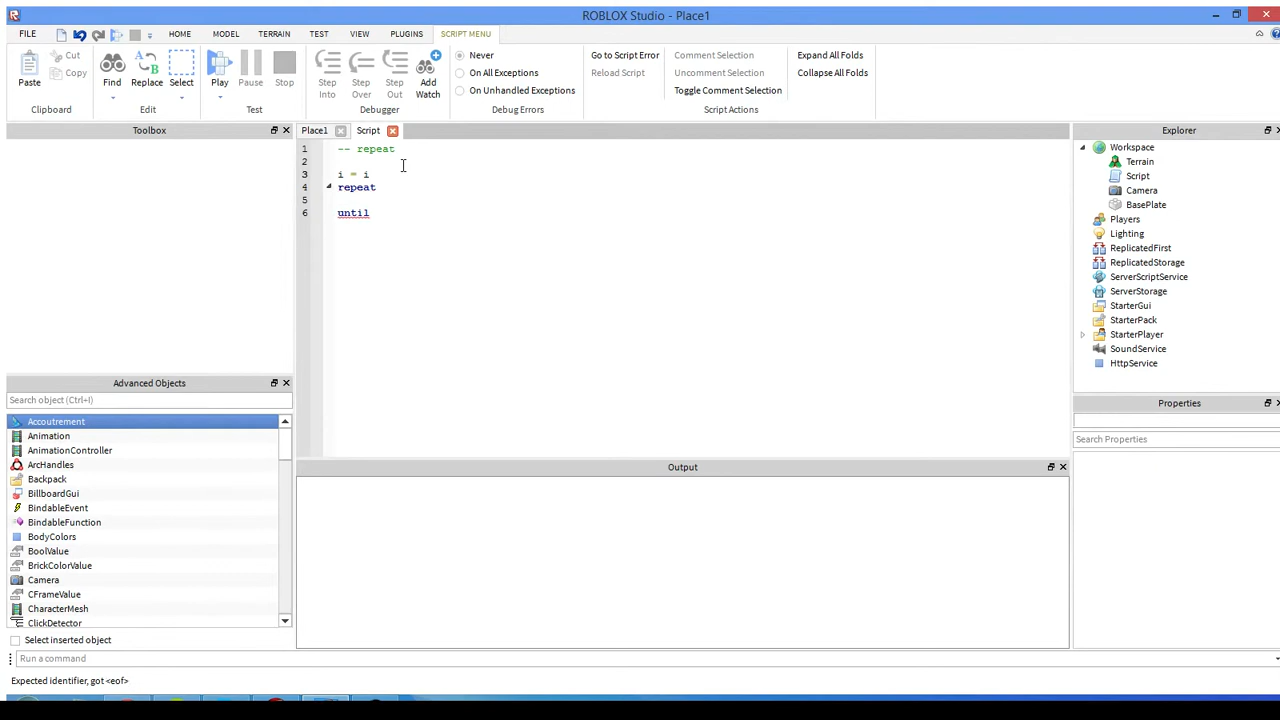 ROBLOX Studio - Place1
FILE
HOME
MODEL
TERRAIN
TEST
VIEW
PLUGINS
SCRIPT MENU
Paste
Cut
Copy
Clipboard
Find
Replace
Select
Edit
Play
Pause
Stop
Test
Step Into
Step Over
Step Out
Add Watch
Debugger
Never
On All Exceptions
On Unhandled Exceptions
Debug Errors
Go to Script Error
Reload Script
Comment Selection
Uncomment Selection
Toggle Comment Selection
Expand All Folds
Collapse All Folds
Script Actions
Toolbox
Place1
Script
1 -- repeat
2
3 i = i
4 repeat
5
6 until
Explorer
Workspace
Terrain
Script
Camera
BasePlate
Players
Lighting
ReplicatedFirst
ReplicatedStorage
ServerScriptService
ServerStorage
StarterGui
StarterPack
StarterPlayer
SoundService
HttpService
Advanced Objects
Search object (Ctrl+I)
Accoutrement
Animation
AnimationController
ArcHandles
Backpack
BillboardGui
BindableEvent
BindableFunction
BodyColors
BoolValue
BrickColorValue
Camera
CFrameValue
CharacterMesh
ClickDetector
Select inserted object
Output
Properties
Search Properties
Run a command
Expected identifier, got <eof>